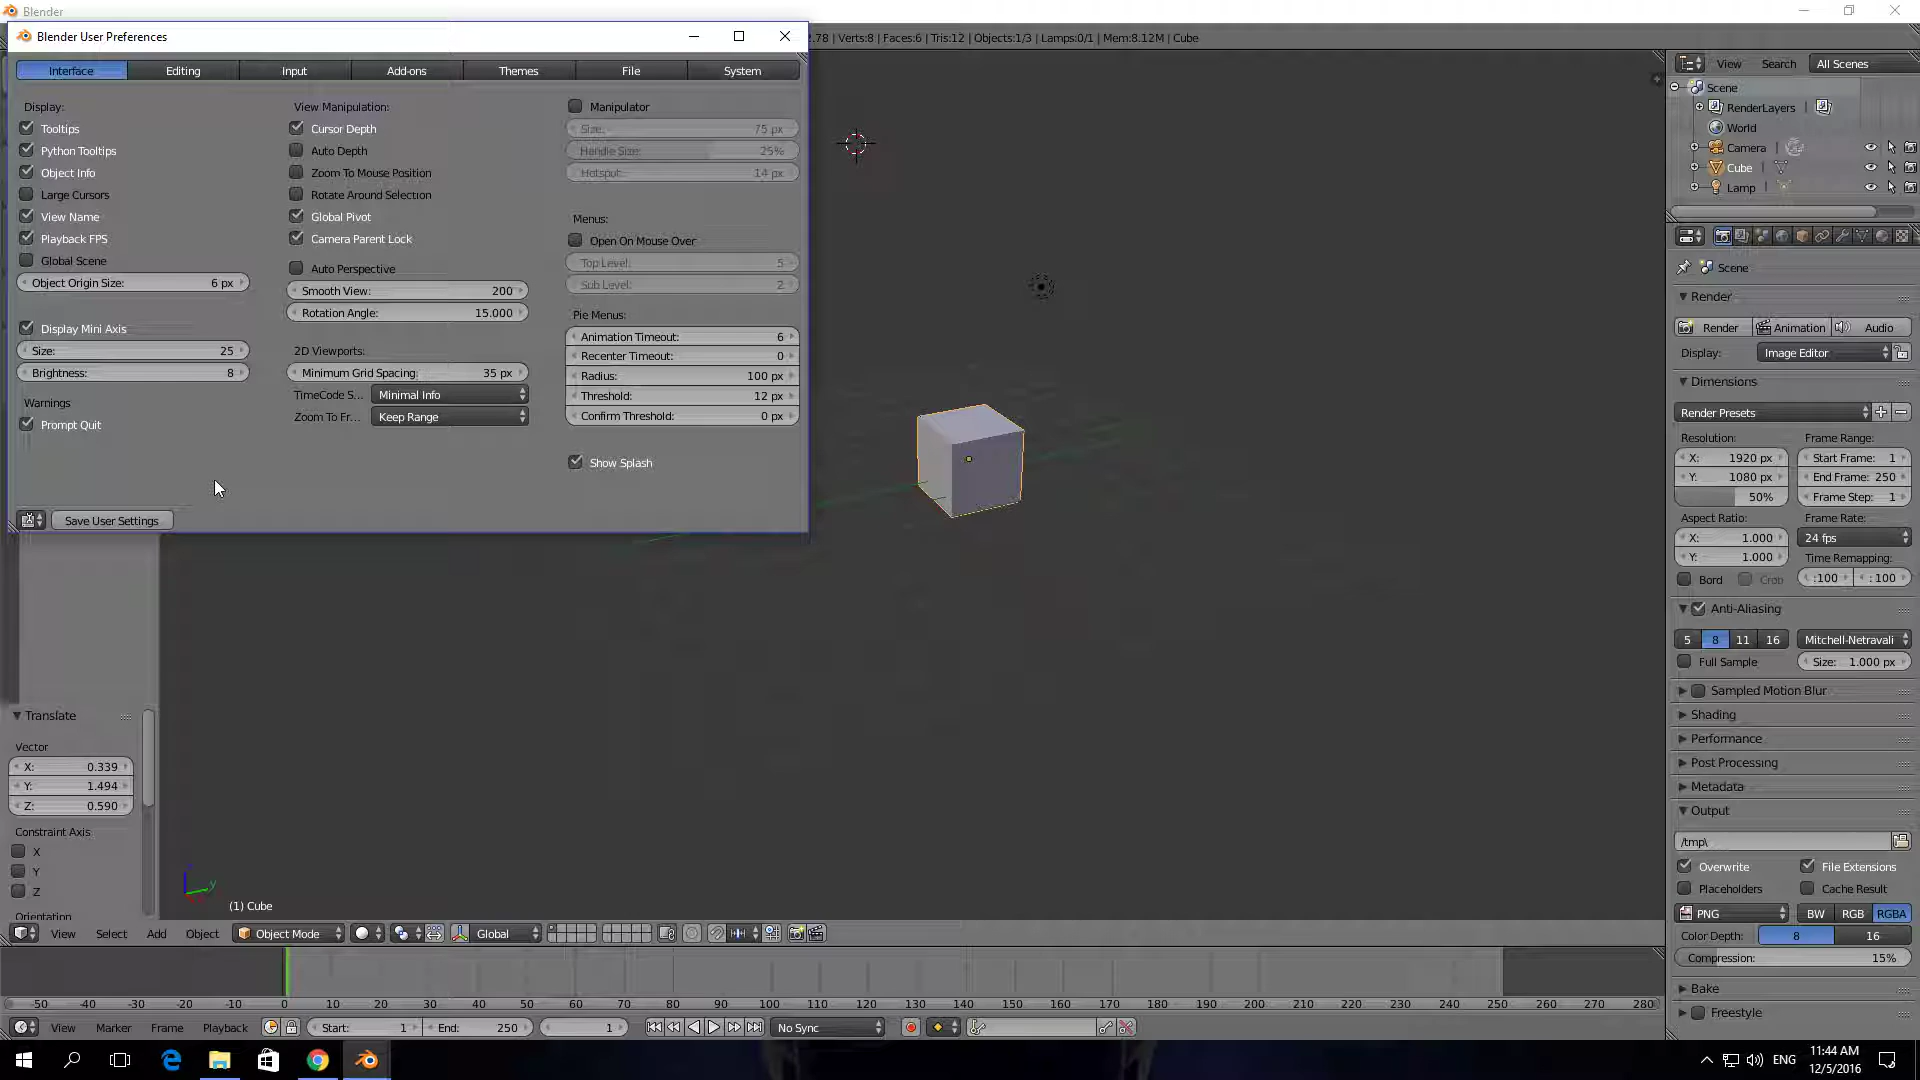 Blender
Blender User Preferences
.78 | Verts:8 | Faces:6 | Tris:12 | Objects:1/3 | Lamps:0/1 | Mem:8.12M | Cube
Interface Editing Input Add-ons Themes File System
Display:
Tooltips
Python Tooltips
Object Info
Large Cursors
View Name
Playback FPS
Global Scene
Object Origin Size: 6 px
Display Mini Axis
Size: 25
Brightness: 8
Warnings
Prompt Quit
Save User Settings
View Manipulation:
Cursor Depth
Auto Depth
Zoom To Mouse Position
Rotate Around Selection
Global Pivot
Camera Parent Lock
Auto Perspective
Smooth View: 200
Rotation Angle: 15.000
2D Viewports:
Minimum Grid Spacing: 35 px
TimeCode S... Minimal Info
Zoom To Fr... Keep Range
Manipulator
Size: 75 px
Handle Size: 25%
Hotspot: 14 px
Menus:
Open On Mouse Over
Top Level: 5
Sub Level: 2
Pie Menus:
Animation Timeout: 6
Recenter Timeout: 0
Radius: 100 px
Threshold: 12 px
Confirm Threshold: 0 px
Show Splash
Translate
Vector
X: 0.339
Y: 1.494
Z: 0.590
Constraint Axis
X
Y
Z
Orientation
y
(1) Cube
View Select Add Object Object Mode Global
-50 -40 -30 -20 -10 0 10 20 30 40 50 60 70 80 90 100 110 120 130 140 150 160 170 180 190 200 210 220 230 240 250 260 270 280
View Marker Frame Playback Start: 1 End: 250 1 No Sync
View Search All Scenes
Scene
RenderLayers
World
Camera
Cube
Lamp
Scene
Render
Render Animation Audio
Display: Image Editor
Dimensions
Render Presets
Resolution: Frame Range:
X: 1920 px Start Frame: 1
Y: 1080 px End Frame: 250
50% Frame Step: 1
Aspect Ratio: Frame Rate:
X: 1.000 24 fps
Y: 1.000 Time Remapping:
Bord Crop :100 : 100
Anti-Aliasing
5 8 11 16 Mitchell-Netravali
Full Sample Size: 1.000 px
Sampled Motion Blur
Shading
Performance
Post Processing
Metadata
Output
/tmp\
Overwrite File Extensions
Placeholders Cache Result
PNG BW RGB RGBA
Color Depth: 8 16
Compression: 15%
Bake
Freestyle
ENG 11:44 AM
12/5/2016